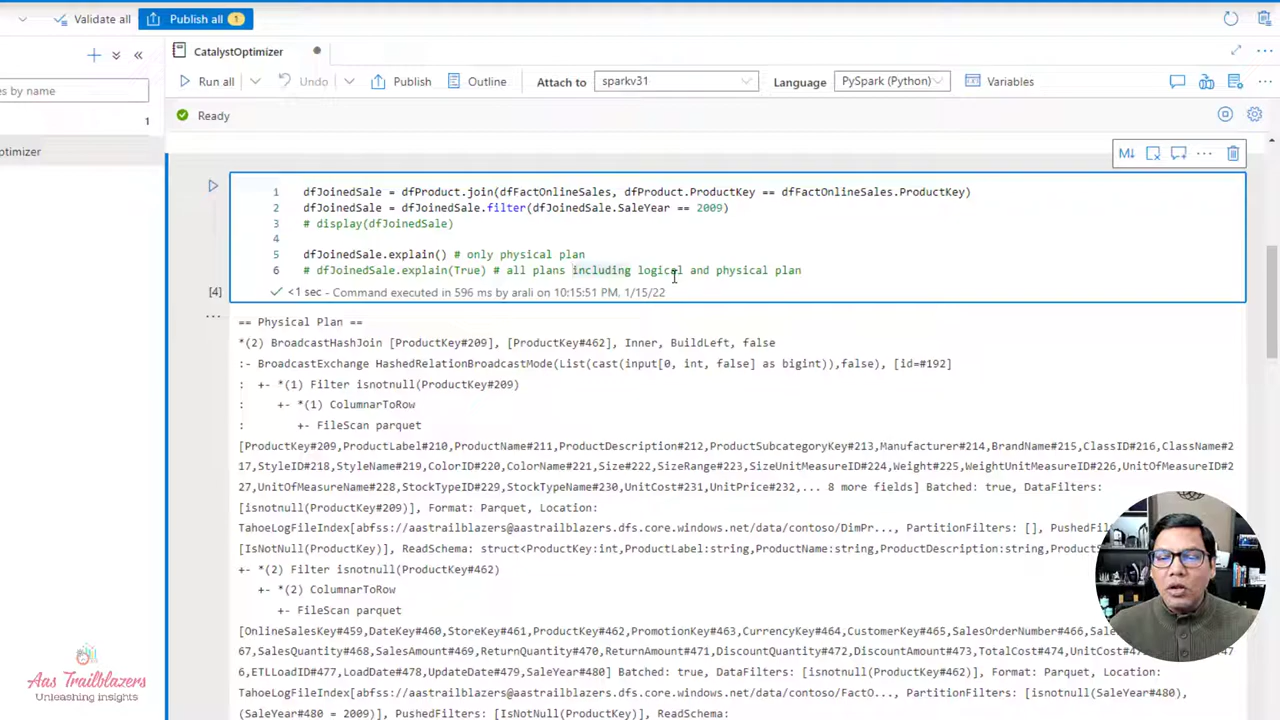 Validate all
Publish all 1
CatalystOptimizer
es by name
Run all
Undo
Publish
Outline
Attach to
sparkv31
Language
PySpark (Python)
Variables
1
Ready
ptimizer
M↓
1 dfJoinedSale = dfProduct.join(dfFactOnlineSales, dfProduct.ProductKey == dfFactOnlineSales.ProductKey)
2 dfJoinedSale = dfJoinedSale.filter(dfJoinedSale.SaleYear == 2009)
3 # display(dfJoinedSale)
4
5 dfJoinedSale.explain() # only physical plan
6 # dfJoinedSale.explain(True) # all plans including logical and physical plan
[4] <1 sec - Command executed in 596 ms by arali on 10:15:51 PM, 1/15/22
== Physical Plan ==
*(2) BroadcastHashJoin [ProductKey#209], [ProductKey#462], Inner, BuildLeft, false
:- BroadcastExchange HashedRelationBroadcastMode(List(cast(input[0, int, false] as bigint)),false), [id=#192]
: +- *(1) Filter isnotnull(ProductKey#209)
: +- *(1) ColumnarToRow
: +- FileScan parquet
[ProductKey#209,ProductLabel#210,ProductName#211,ProductDescription#212,ProductSubcategoryKey#213,Manufacturer#214,BrandName#215,ClassID#216,ClassName#2
17,StyleID#218,StyleName#219,ColorID#220,ColorName#221,Size#222,SizeRange#223,SizeUnitMeasureID#224,Weight#225,WeightUnitMeasureID#226,UnitOfMeasureID#2
27,UnitOfMeasureName#228,StockTypeID#229,StockTypeName#230,UnitCost#231,UnitPrice#232,... 8 more fields] Batched: true, DataFilters:
[isnotnull(ProductKey#209)], Format: Parquet, Location:
TahoeLogFileIndex[abfss://aastrailblazers@aastrailblazers.dfs.core.windows.net/data/contoso/DimPr..., PartitionFilters: [], PushedF
[IsNotNull(ProductKey)], ReadSchema: struct<ProductKey:int,ProductLabel:string,ProductName:string,ProductDescription:string,ProductS
+- *(2) Filter isnotnull(ProductKey#462)
+- *(2) ColumnarToRow
+- FileScan parquet
[OnlineSalesKey#459,DateKey#460,StoreKey#461,ProductKey#462,PromotionKey#463,CurrencyKey#464,CustomerKey#465,SalesOrderNumber#466,Sale
67,SalesQuantity#468,SalesAmount#469,ReturnQuantity#470,ReturnAmount#471,DiscountQuantity#472,DiscountAmount#473,TotalCost#474,UnitCost#47
6,ETLLoadID#477,LoadDate#478,UpdateDate#479,SaleYear#480] Batched: true, DataFilters: [isnotnull(ProductKey#462)], Format: Parquet, Location:
TahoeLogFileIndex[abfss://aastrailblazers@aastrailblazers.dfs.core.windows.net/data/contoso/FactO..., PartitionFilters: [isnotnull(SaleYear#480),
(SaleYear#480 = 2009)], PushedFilters: [IsNotNull(ProductKey)], ReadSchema:
Aas Trailblazers
Unleashing insights